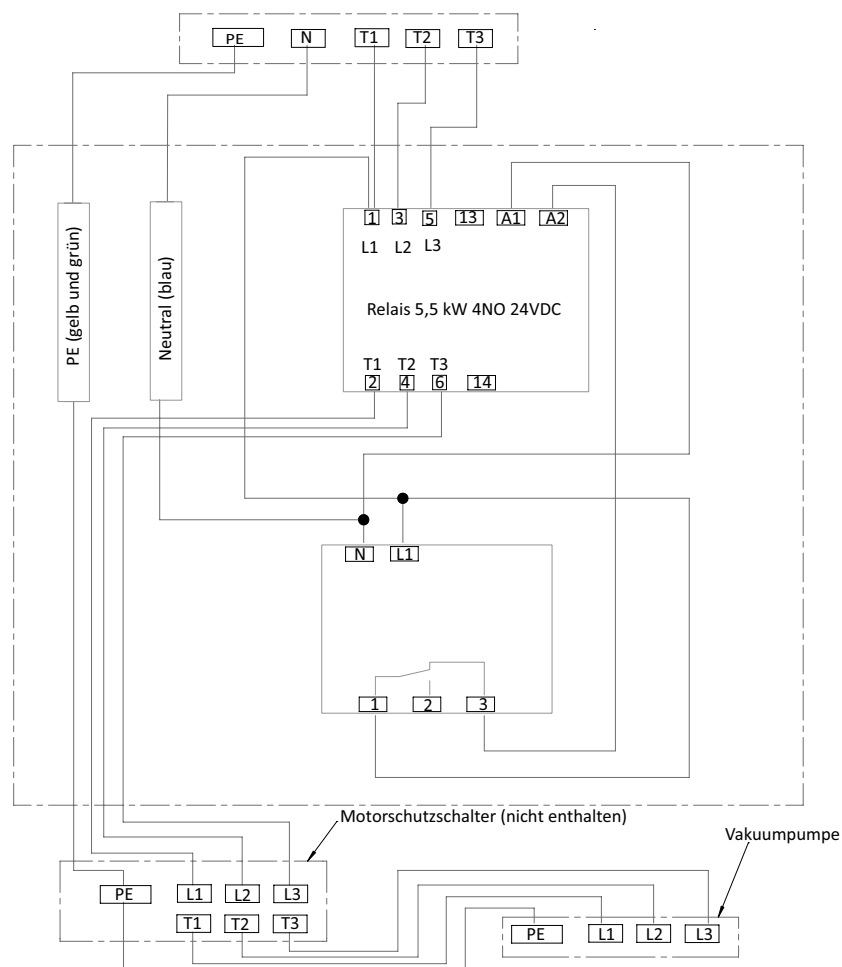 PE N T1 T2 T3
1 3 5 13 A1 A2
L1 L2 L3
PE (gelb und grün)
Neutral (blau)
Relais 5,5 kW 4NO 24VDC
T1 T2 T3
2 4 6 14
N L1
1 2 3
Motorschutzschalter (nicht enthalten)
Vakuumpumpe
PE L1 L2 L3
T1 T2 T3
PE L1 L2 L3